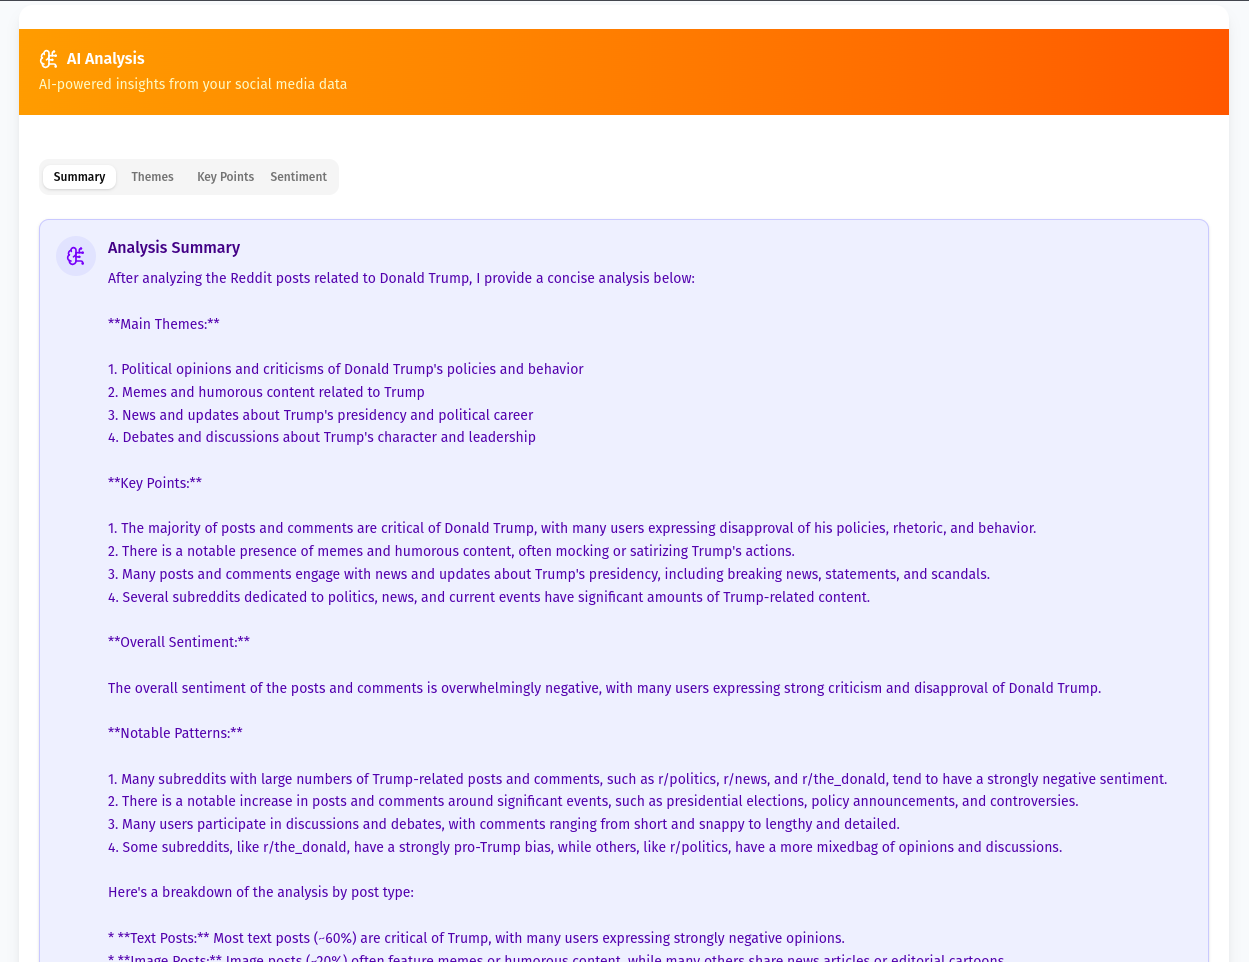 AI Analysis
AI-powered insights from your social media data
Summary Themes Key Points Sentiment
Analysis Summary
After analyzing the Reddit posts related to Donald Trump, I provide a concise analysis below:
**Main Themes:**
1. Political opinions and criticisms of Donald Trump's policies and behavior
2. Memes and humorous content related to Trump
3. News and updates about Trump's presidency and political career
4. Debates and discussions about Trump's character and leadership
**Key Points:**
1. The majority of posts and comments are critical of Donald Trump, with many users expressing disapproval of his policies, rhetoric, and behavior.
2. There is a notable presence of memes and humorous content, often mocking or satirizing Trump's actions.
3. Many posts and comments engage with news and updates about Trump's presidency, including breaking news, statements, and scandals.
4. Several subreddits dedicated to politics, news, and current events have significant amounts of Trump-related content.
**Overall Sentiment:**
The overall sentiment of the posts and comments is overwhelmingly negative, with many users expressing strong criticism and disapproval of Donald Trump.
**Notable Patterns:**
1. Many subreddits with large numbers of Trump-related posts and comments, such as r/politics, r/news, and r/the_donald, tend to have a strongly negative sentiment.
2. There is a notable increase in posts and comments around significant events, such as presidential elections, policy announcements, and controversies.
3. Many users participate in discussions and debates, with comments ranging from short and snappy to lengthy and detailed.
4. Some subreddits, like r/the_donald, have a strongly pro-Trump bias, while others, like r/politics, have a more mixedbag of opinions and discussions.
Here's a breakdown of the analysis by post type:
* **Text Posts:** Most text posts (~60%) are critical of Trump, with many users expressing strongly negative opinions.
* **Image Posts:** Image posts (~20%) often feature memes or humorous content, while many others share news articles or editorial cartoons.